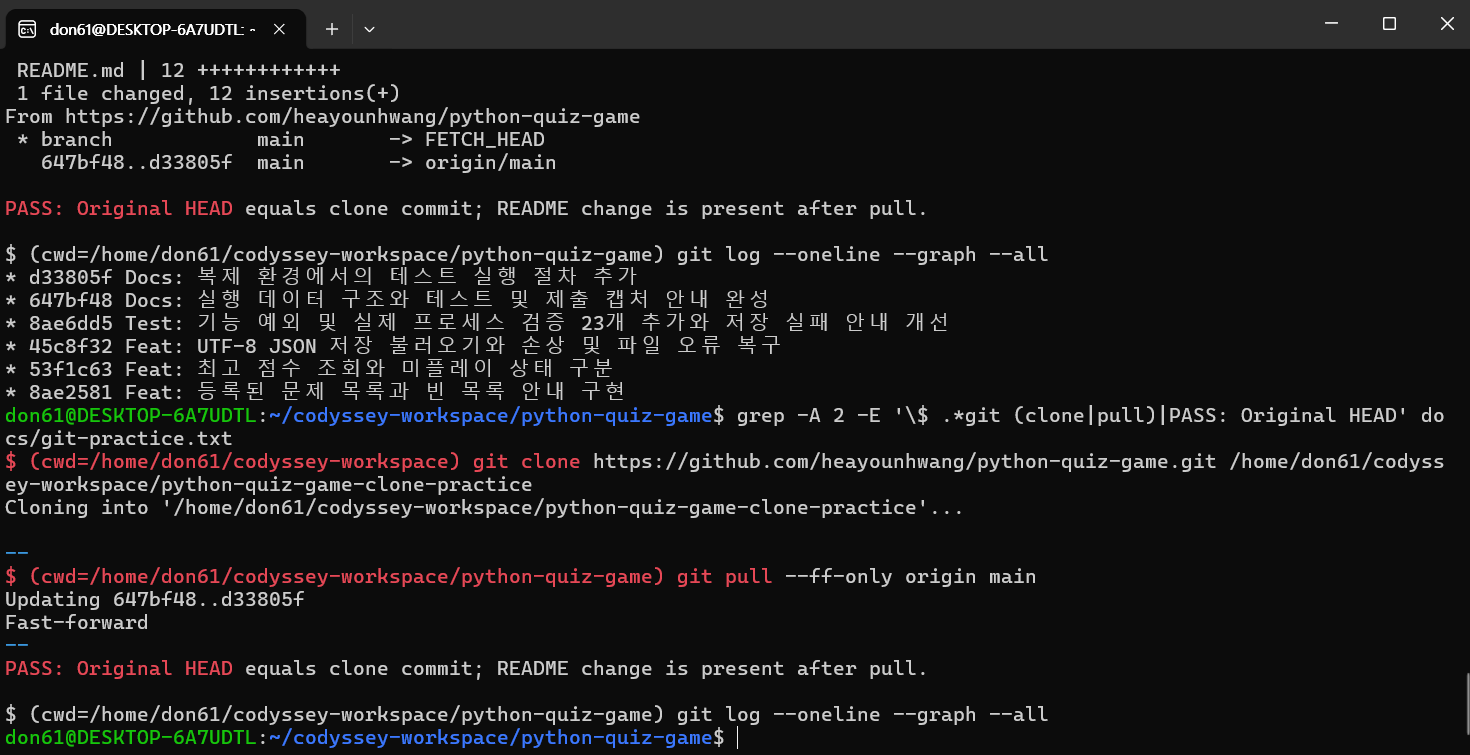 don61@DESKTOP-6A7UDTL: ~
README.md | 12 ++++++++++++
1 file changed, 12 insertions(+)
From https://github.com/heayounhwang/python-quiz-game
* branch            main       -> FETCH_HEAD
647bf48..d33805f  main       -> origin/main
PASS: Original HEAD equals clone commit; README change is present after pull.
$ (cwd=/home/don61/codyssey-workspace/python-quiz-game) git log --oneline --graph --all
* d33805f Docs: 복제 환경에서의 테스트 실행 절차 추가
* 647bf48 Docs: 실행 데이터 구조와 테스트 및 제출 캡처 안내 완성
* 8ae6dd5 Test: 기능 예외 및 실제 프로세스 검증 23개 추가와 저장 실패 안내 개선
* 45c8f32 Feat: UTF-8 JSON 저장 불러오기와 손상 및 파일 오류 복구
* 53f1c63 Feat: 최고 점수 조회와 미플레이 상태 구분
* 8ae2581 Feat: 등록된 문제 목록과 빈 목록 안내 구현
don61@DESKTOP-6A7UDTL:~/codyssey-workspace/python-quiz-game$ grep -A 2 -E '\$ .*git (clone|pull)|PASS: Original HEAD' do
cs/git-practice.txt
$ (cwd=/home/don61/codyssey-workspace) git clone https://github.com/heayounhwang/python-quiz-game.git /home/don61/codyss
ey-workspace/python-quiz-game-clone-practice
Cloning into '/home/don61/codyssey-workspace/python-quiz-game-clone-practice'...
--
$ (cwd=/home/don61/codyssey-workspace/python-quiz-game) git pull --ff-only origin main
Updating 647bf48..d33805f
Fast-forward
--
PASS: Original HEAD equals clone commit; README change is present after pull.
$ (cwd=/home/don61/codyssey-workspace/python-quiz-game) git log --oneline --graph --all
don61@DESKTOP-6A7UDTL:~/codyssey-workspace/python-quiz-game$